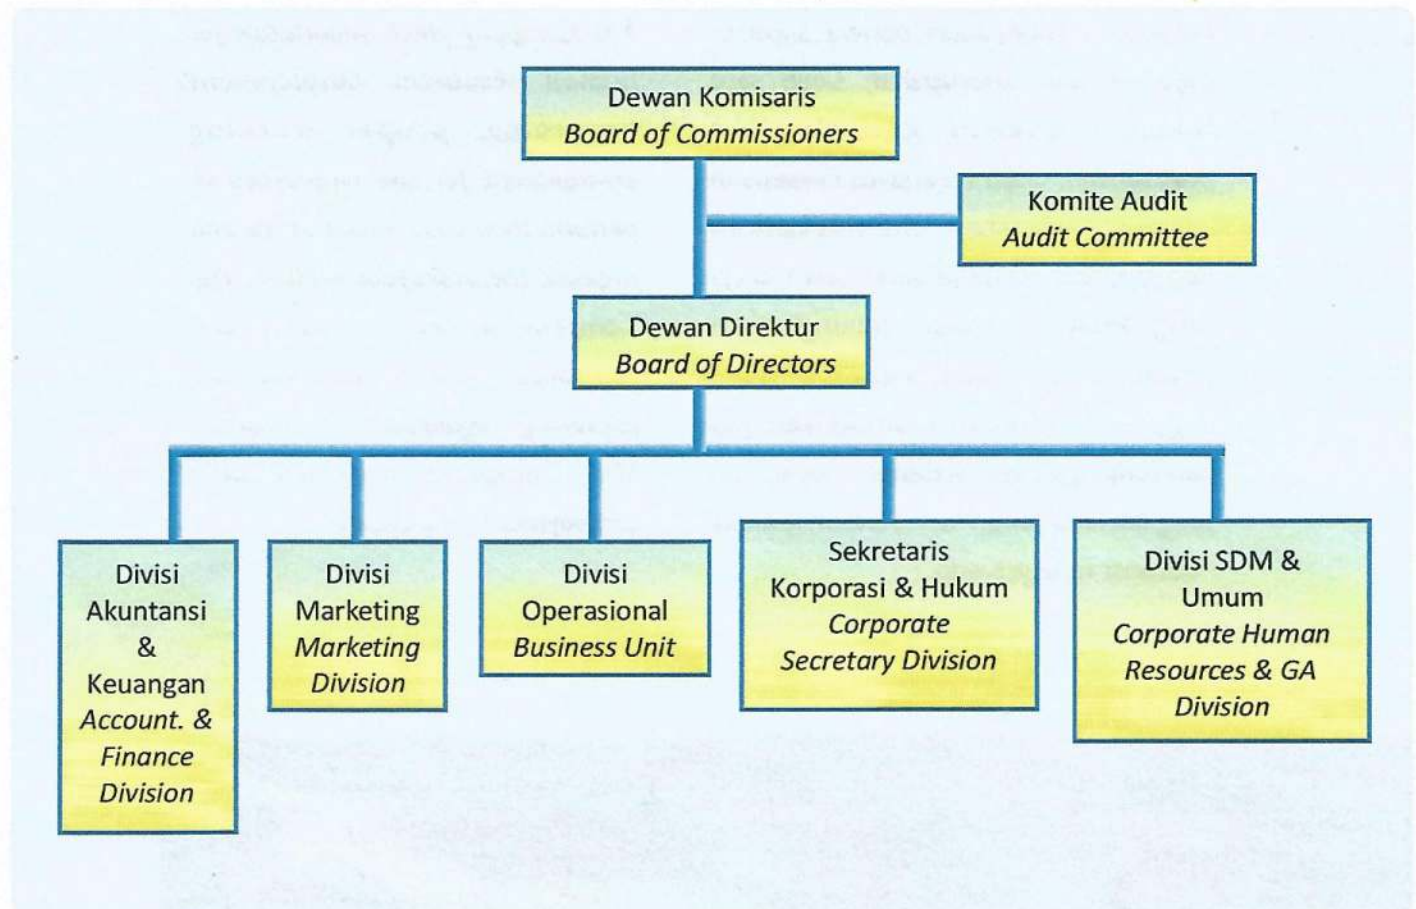 Dewan Komisaris
Board of Commissioners
Komite Audit
Audit Committee
Dewan Direktur
Board of Directors
Divisi
Akuntansi
&
Keuangan
Account. &
Finance
Division
Divisi
Marketing
Marketing
Division
Divisi
Operasional
Business Unit
Sekretaris
Korporasi & Hukum
Corporate
Secretary Division
Divisi SDM &
Umum
Corporate Human
Resources & GA
Division